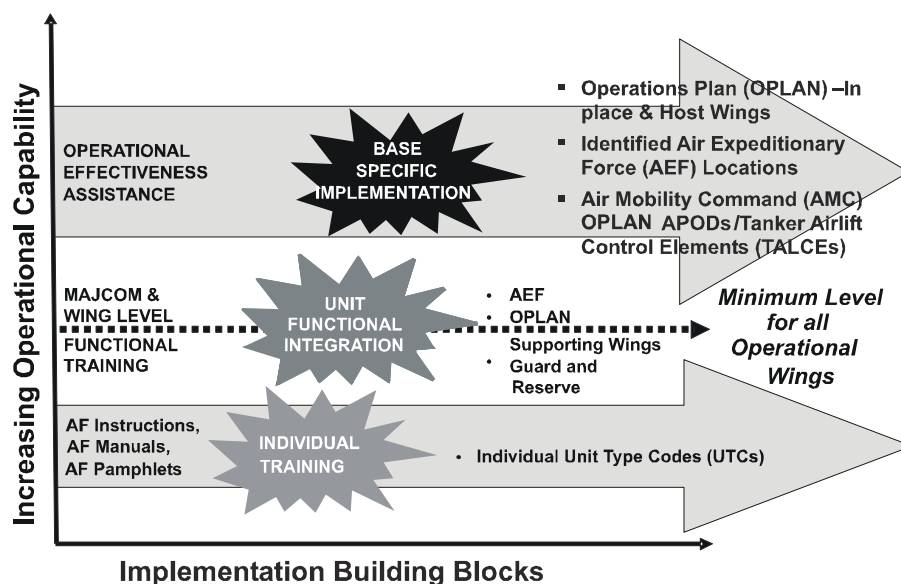 Increasing Operational Capability
OPERATIONAL
EFFECTIVENESS
ASSISTANCE
BASE
SPECIFIC
IMPLEMENTATION
▪ Operations Plan (OPLAN) –In
place & Host Wings
▪ Identified Air Expeditionary
Force (AEF) Locations
▪ Air Mobility Command (AMC)
OPLAN APODs/Tanker Airlift
Control Elements (TALCEs)
MAJCOM &
WING LEVEL
FUNCTIONAL
TRAINING
UNIT
FUNCTIONAL
INTEGRATION
• AEF
• OPLAN
Supporting Wings
• Guard and
Reserve
Minimum Level
for all
Operational
Wings
AF Instructions,
AF Manuals,
AF Pamphlets
INDIVIDUAL
TRAINING
• Individual Unit Type Codes (UTCs)
Implementation Building Blocks